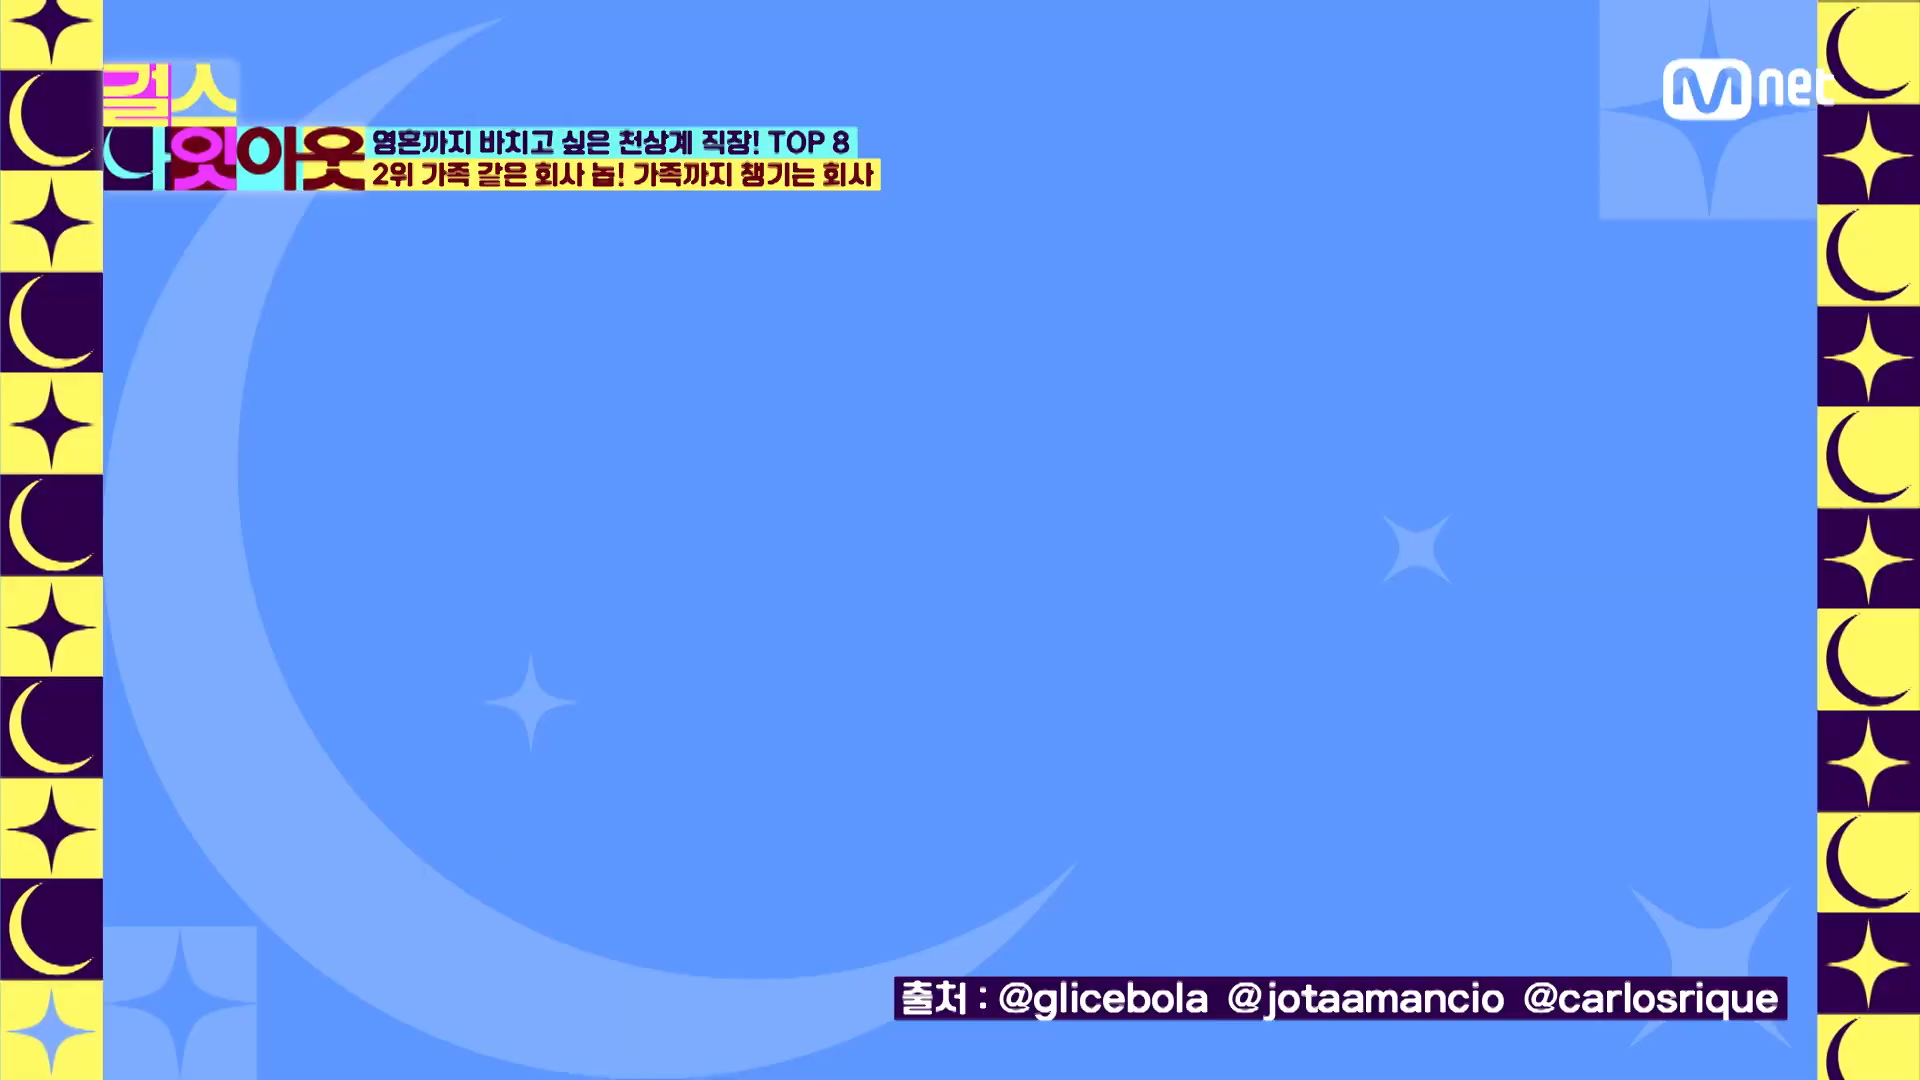 걸스
나잇아웃
영혼까지 바치고 싶은 천상계 직장! TOP 8
2위 가족 같은 회사 놉! 가족까지 챙기는 회사
Mnet
출처 : @glicebola @jotaamancio @carlosrique